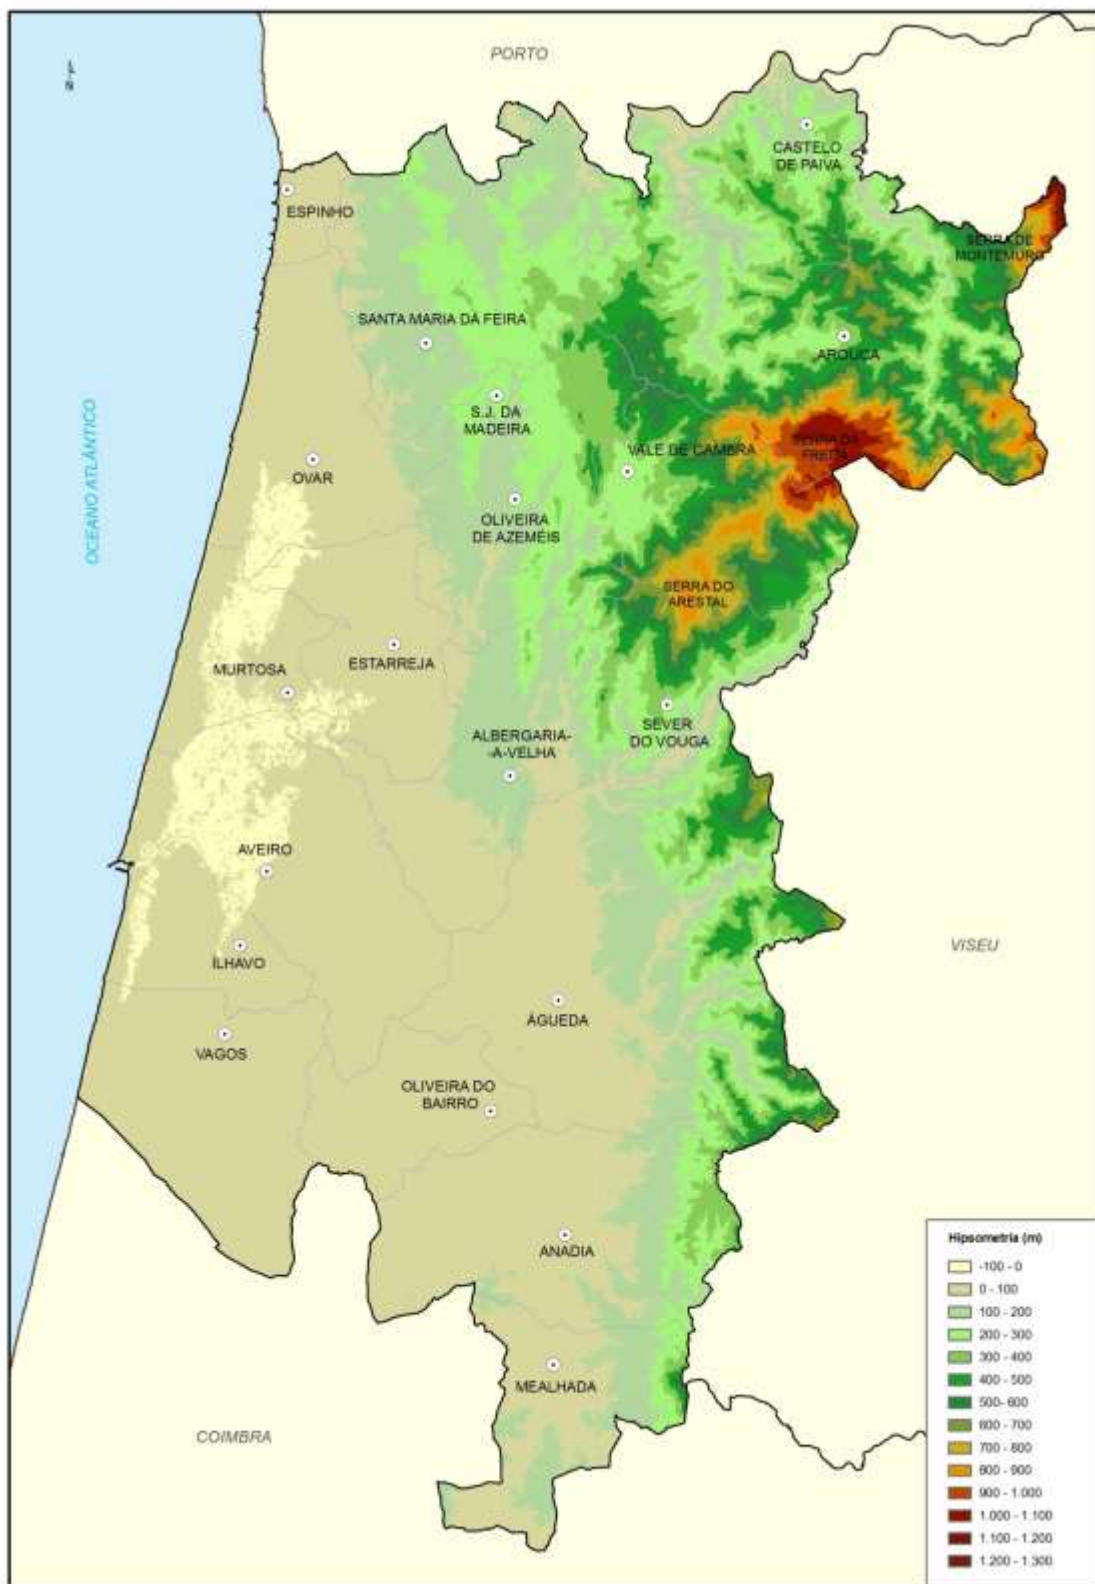 PORTO
N
CASTELO
DE PAIVA
ESPINHO
SERRA DE
MONTEMURO
SANTA MARIA DA FEIRA
AROUCA
S.J. DA
MADEIRA
OCEANO ATLÂNTICO
SERRA DA
FREITA
VALE DE CAMBRA
OVAR
OLIVEIRA
DE AZEMÉIS
SERRA DO
ARESTAL
ESTARREJA
MURTOSA
SEVER
DO VOUGA
ALBERGARIA-
-A-VELHA
AVEIRO
VISEU
ÍLHAVO
ÁGUEDA
VAGOS
OLIVEIRA DO
BAIRRO
ANADIA
MEALHADA
COIMBRA
Hipsometria (m)
-100 - 0
0 - 100
100 - 200
200 - 300
300 - 400
400 - 500
500- 600
600 - 700
700 - 800
800 - 900
900 - 1.000
1.000 - 1.100
1.100 - 1.200
1.200 - 1.300